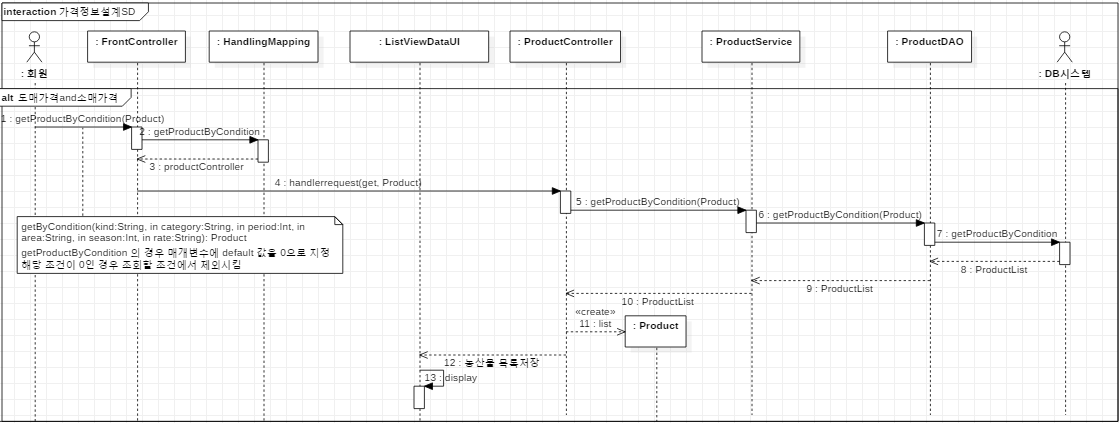 interaction 가격정보설계SD
: 회원
: FrontController
: HandlingMapping
: ListViewDataUI
: ProductController
: ProductService
: ProductDAO
: DB시스템
alt 도매가격and소매가격
1 : getProductByCondition(Product)
2 : getProductByCondition
3 : productController
4 : handlerrequest(get, Product)
5 : getProductByCondition(Product)
6 : getProductByCondition(Product)
7 : getProductByCondition
8 : ProductList
9 : ProductList
10 : ProductList
getByCondition(kind:String, in category:String, in period:Int, in
area:String, in season:Int, in rate:String): Product
getProductByCondition 의 경우 매개변수에 default 값을 0으로 지정
해당 조건이 0인 경우 조회할 조건에서 제외시킴
«create»
11 : list
: Product
12 : 농산물 목록저장
13 : display